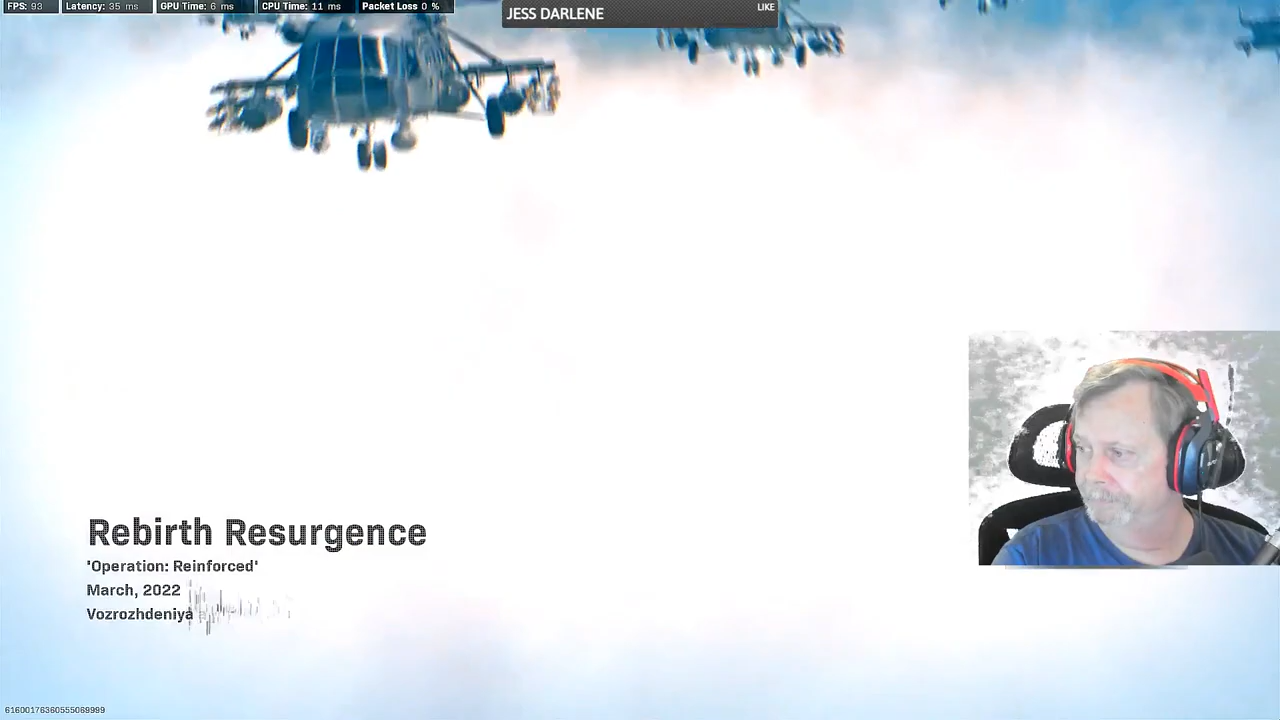 FPS: 93 Latency: 35 ms GPU Time: 6 ms CPU Time: 11 ms Packet Loss 0 %
JESS DARLENE LIKE
Rebirth Resurgence
'Operation: Reinforced'
March, 2022
Vozrozhdeniya
61600176360555069999